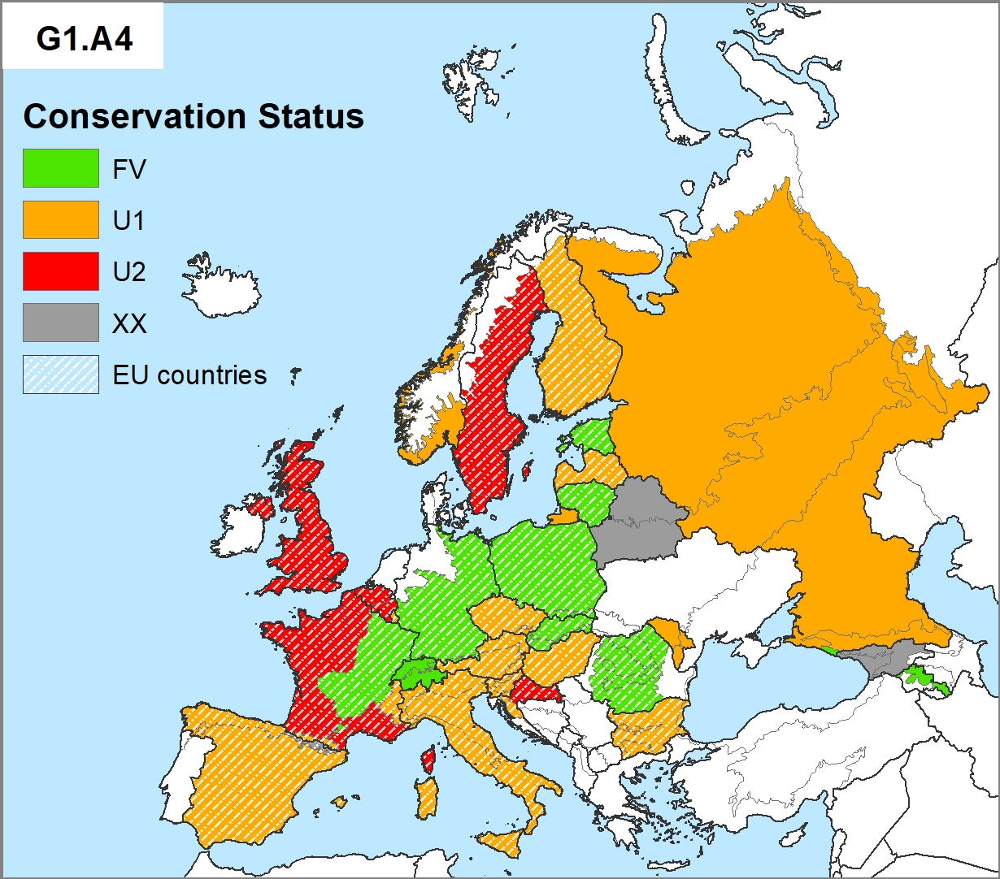 G1.A4
Conservation Status
FV
U1
U2
XX
EU countries